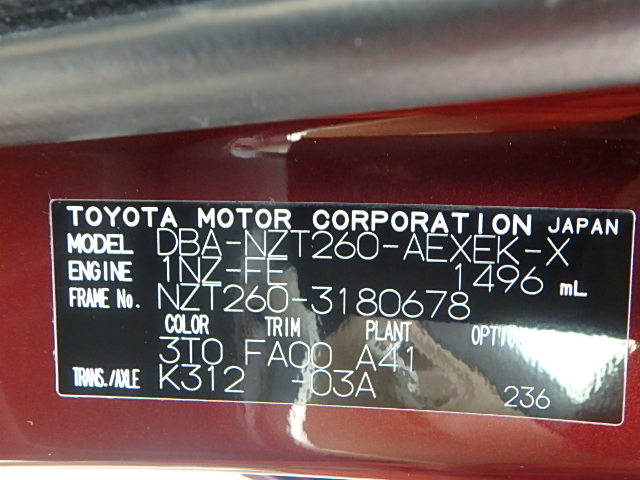 TOYOTA MOTOR CORPORATION JAPAN
MODEL DBA-NZT260-AEXEK-X
ENGINE 1NZ-FE 1496 mL
FRAME No. NZT260-3180678
COLOR TRIM PLANT
3T0 FA00 A41
TRANS./AXLE K312 -03A 236